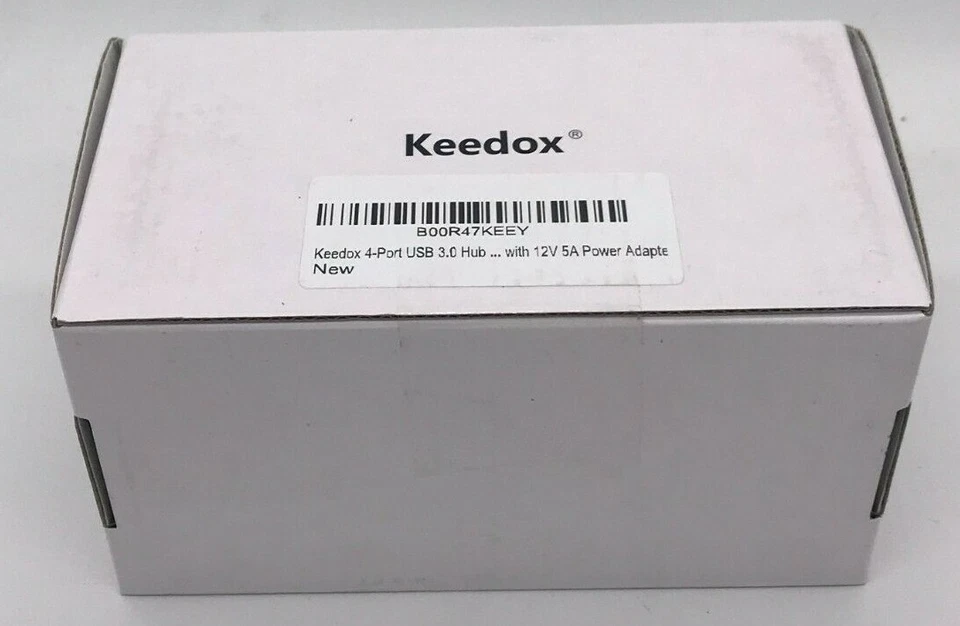 Keedox®
B00R47KEEY
Keedox 4-Port USB 3.0 Hub ... with 12V 5A Power Adapte
New